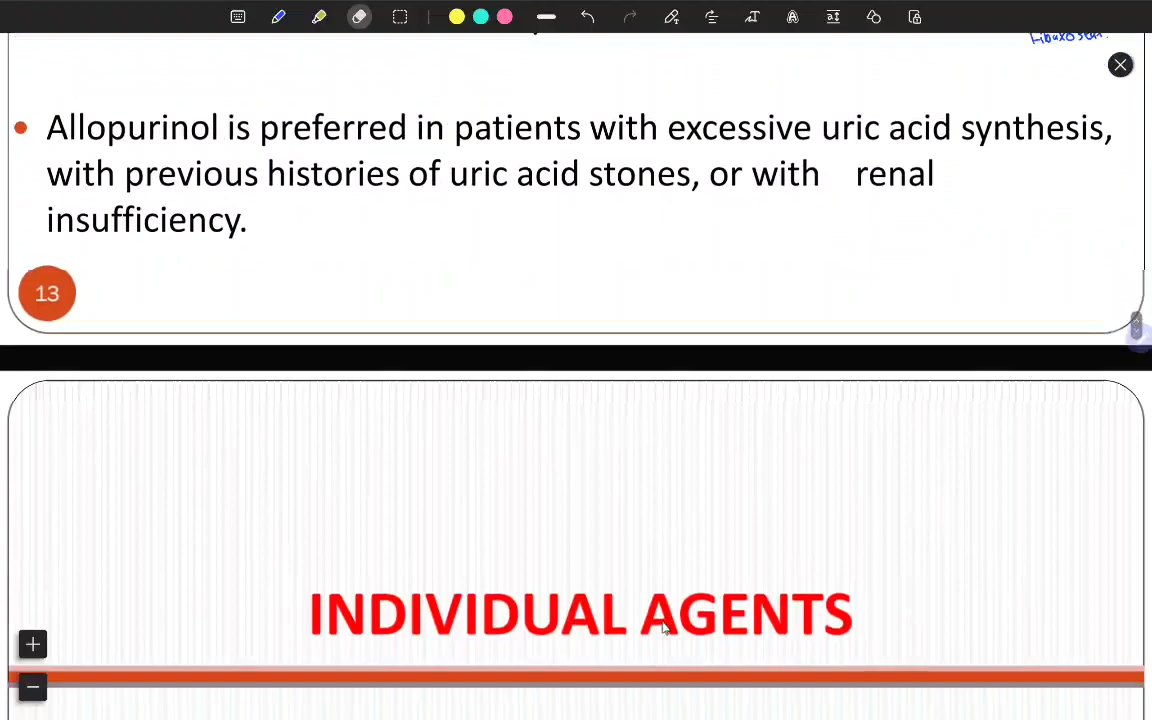 • Allopurinol is preferred in patients with excessive uric acid synthesis,
with previous histories of uric acid stones, or with renal
insufficiency.
13
INDIVIDUAL AGENTS